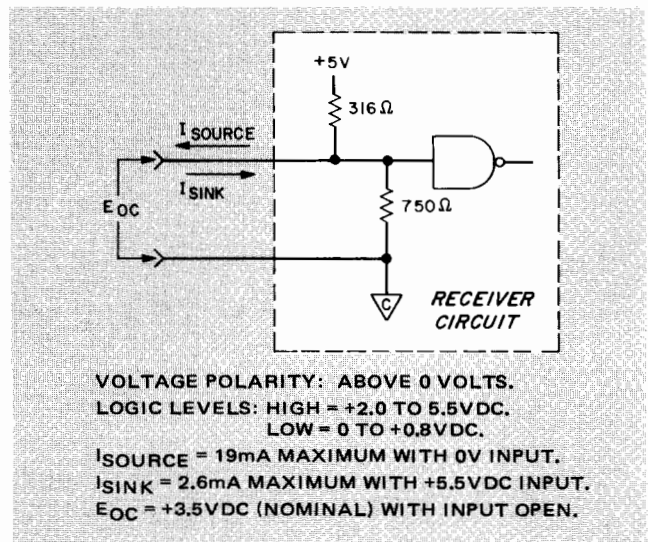 +5V
316Ω
I SOURCE
I SINK
EOC
750Ω
C
RECEIVER
CIRCUIT
VOLTAGE POLARITY: ABOVE 0 VOLTS.
LOGIC LEVELS: HIGH = +2.0 TO 5.5VDC.
LOW = 0 TO +0.8VDC.
ISOURCE = 19mA MAXIMUM WITH 0V INPUT.
ISINK = 2.6mA MAXIMUM WITH +5.5VDC INPUT.
EOC = +3.5VDC (NOMINAL) WITH INPUT OPEN.